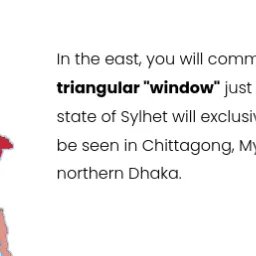 In the east, you will comm
triangular "window" just
state of Sylhet will exclusiv
be seen in Chittagong, My
northern Dhaka.